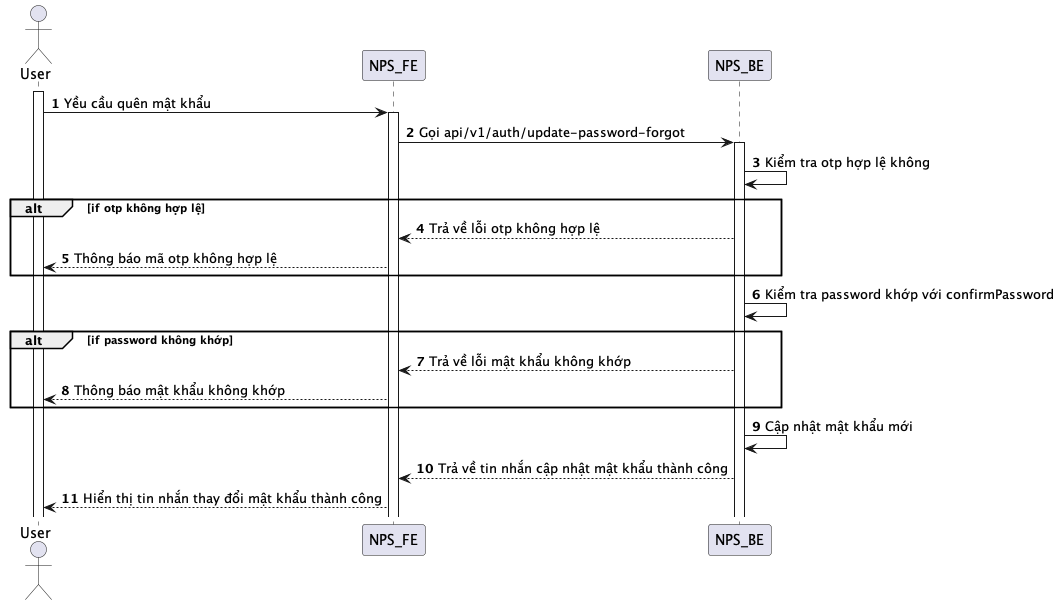 User
NPS_FE
NPS_BE
1 Yều cầu quên mật khẩu
2 Gọi api/v1/auth/update-password-forgot
3 Kiểm tra otp hợp lệ không
alt [if otp không hợp lệ]
4 Trả về lỗi otp không hợp lệ
5 Thông báo mã otp không hợp lệ
6 Kiểm tra password khớp với confirmPassword
alt [if password không khớp]
7 Trả về lỗi mật khẩu không khớp
8 Thông báo mật khẩu không khớp
9 Cập nhật mật khẩu mới
10 Trả về tin nhắn cập nhật mật khẩu thành công
11 Hiển thị tin nhắn thay đổi mật khẩu thành công
User
NPS_FE
NPS_BE